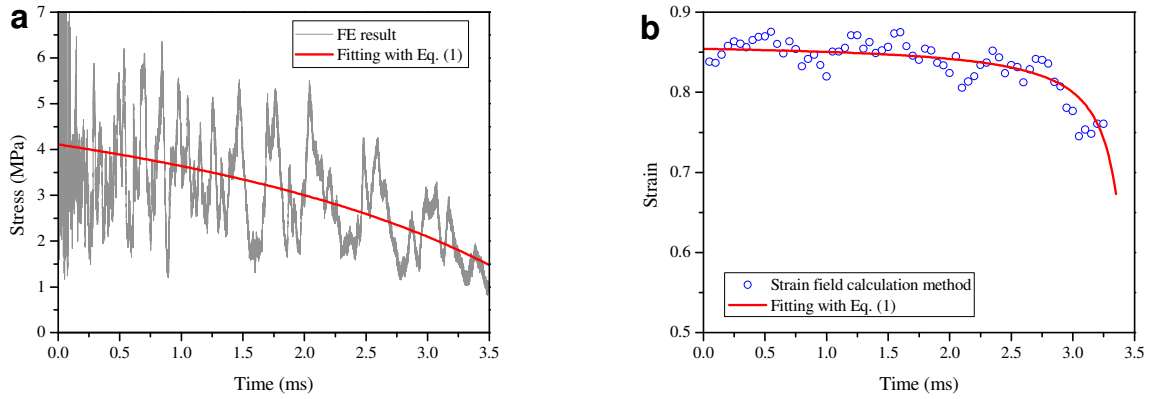 a
FE result
Fitting with Eq. (1)
7
6
5
4
3
2
1
0
Stress (MPa)
0.0 0.5 1.0 1.5 2.0 2.5 3.0 3.5
Time (ms)
b
0.9
0.8
0.7
0.6
0.5
Strain
Strain field calculation method
Fitting with Eq. (1)
0.0 0.5 1.0 1.5 2.0 2.5 3.0 3.5
Time (ms)